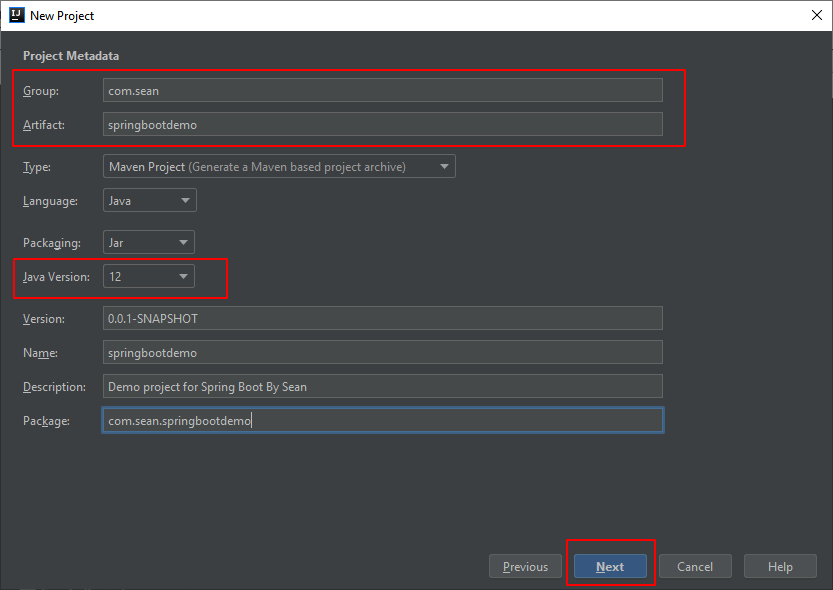 IJ New Project
Project Metadata
Group: com.sean
Artifact: springbootdemo
Type: Maven Project (Generate a Maven based project archive)
Language: Java
Packaging: Jar
Java Version: 12
Version: 0.0.1-SNAPSHOT
Name: springbootdemo
Description: Demo project for Spring Boot By Sean
Package: com.sean.springbootdemo
Previous Next Cancel Help